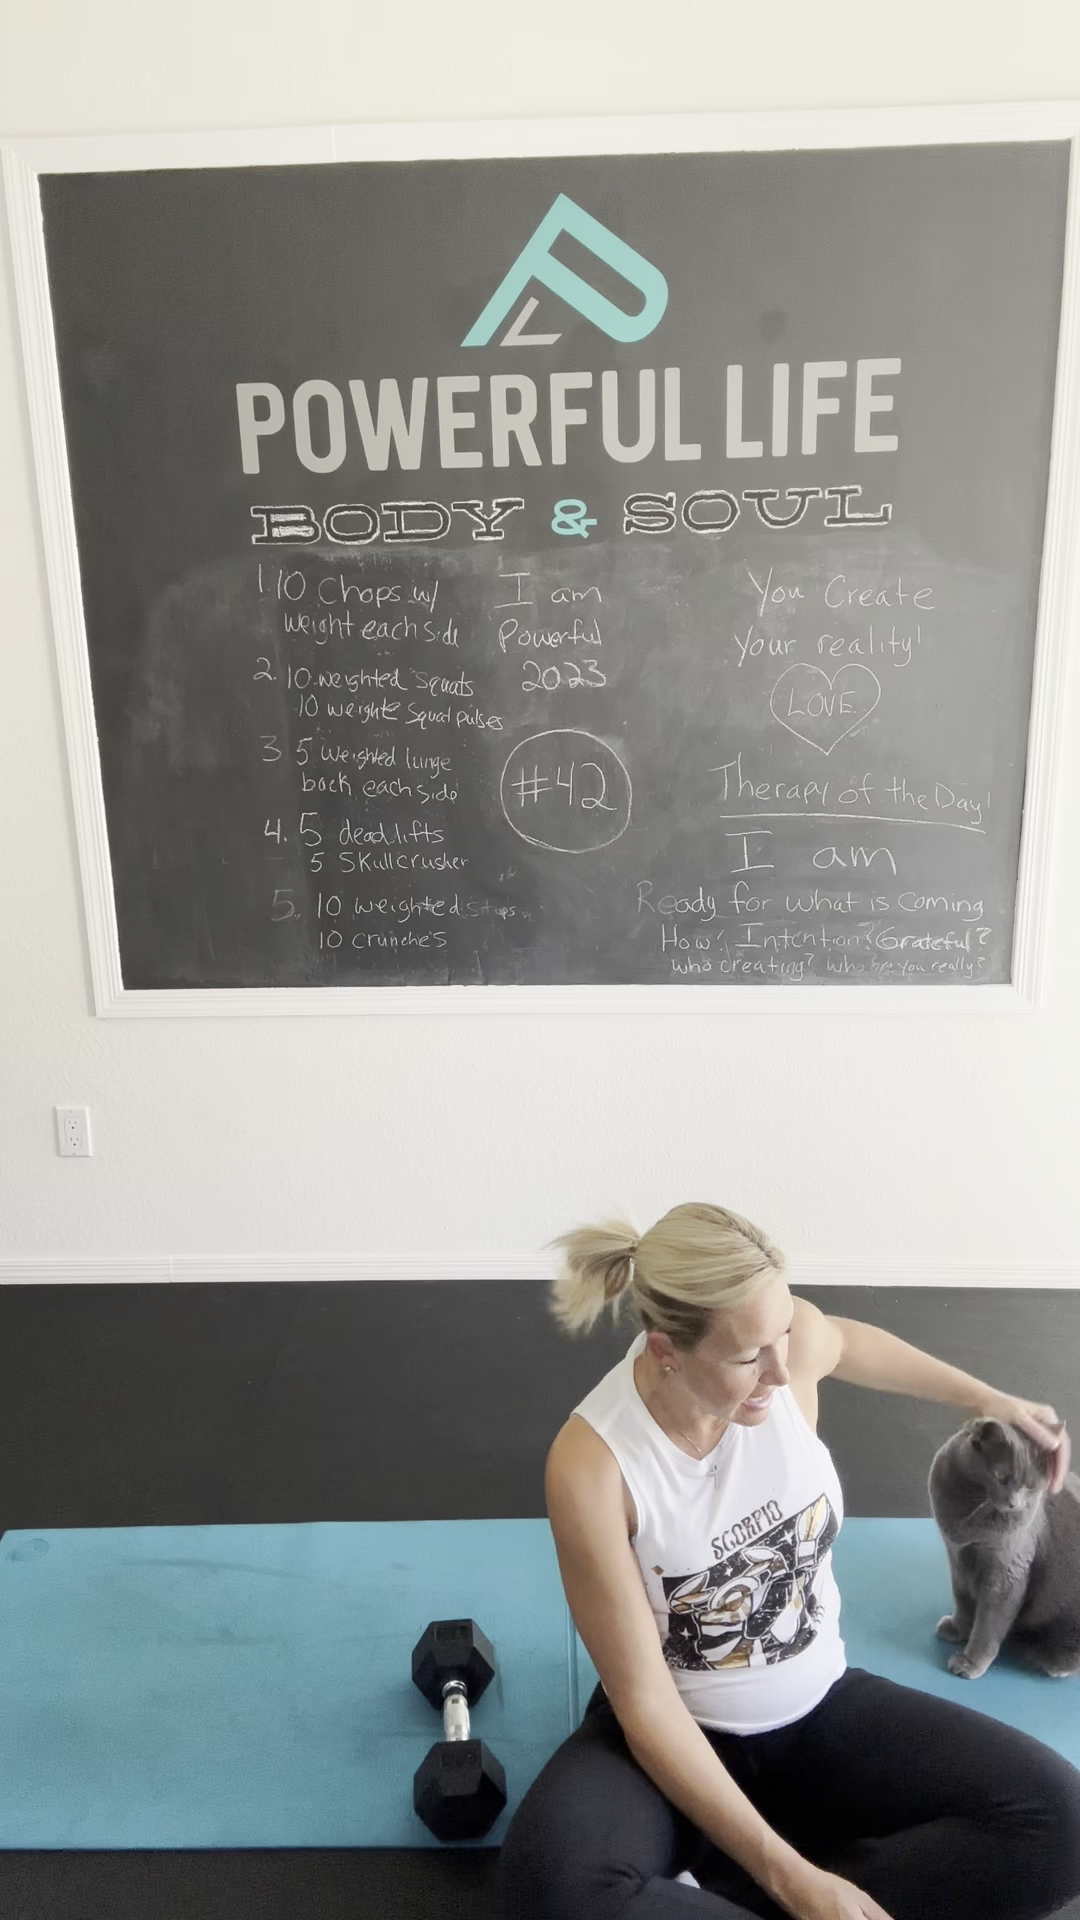 POWERFUL LIFE
BODY & SOUL
1. 10 Chops w/
weight each side
2. 10 weighted squats
10 weighte squat pulses
3 5 weighted lunge
back each side
4. 5 deadlifts
5 Skullcrusher
5. 10 weighted
10 crunches
I am
Powerful
2023
#42
You Create
Your reality!
LOVE
Therapy of the Day!
I am
Ready for what is coming
How? Intention? Grateful?
who creating? who are you really?
SCORPIO